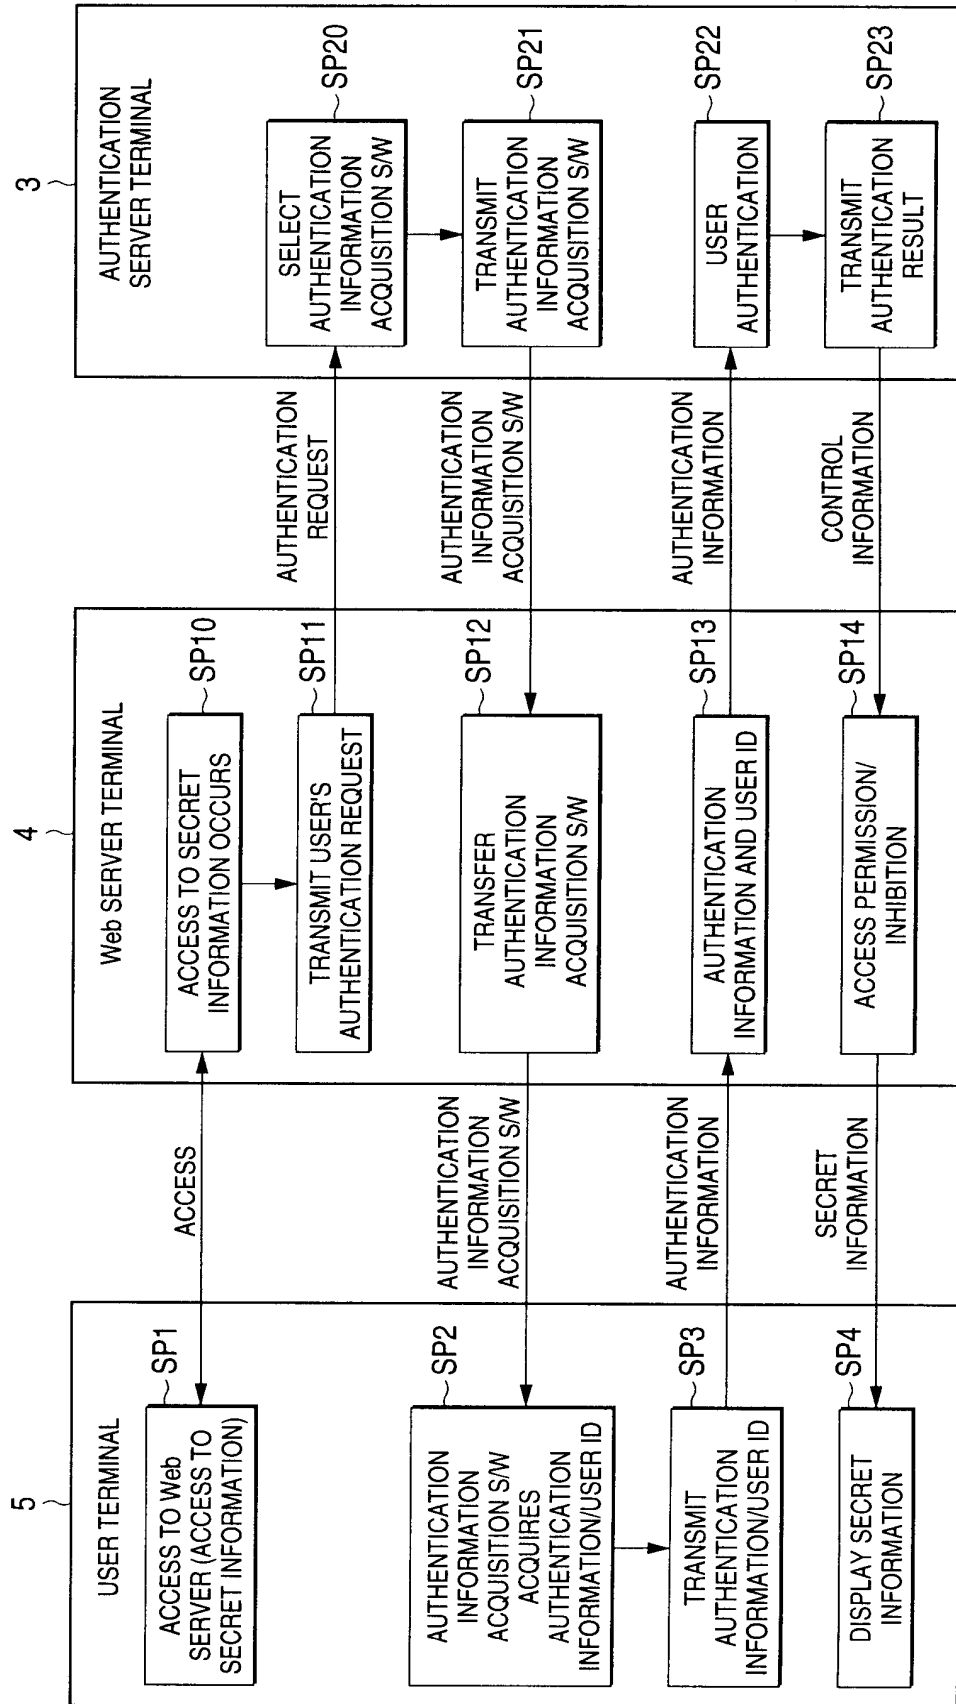 5
USER TERMINAL
SP1
ACCESS TO Web
SERVER (ACCESS TO
SECRET INFORMATION)
SP2
AUTHENTICATION
INFORMATION
ACQUISITION S/W
ACQUIRES
AUTHENTICATION
INFORMATION/USER ID
SP3
TRANSMIT
AUTHENTICATION
INFORMATION/USER ID
SP4
DISPLAY SECRET
INFORMATION
ACCESS
AUTHENTICATION
INFORMATION
ACQUISITION S/W
AUTHENTICATION
INFORMATION
SECRET
INFORMATION
4
Web SERVER TERMINAL
SP10
ACCESS TO SECRET
INFORMATION OCCURS
SP11
TRANSMIT USER'S
AUTHENTICATION REQUEST
SP12
TRANSFER
AUTHENTICATION
INFORMATION
ACQUISITION S/W
SP13
AUTHENTICATION
INFORMATION AND USER ID
SP14
ACCESS PERMISSION/
INHIBITION
AUTHENTICATION
REQUEST
AUTHENTICATION
INFORMATION
ACQUISITION S/W
AUTHENTICATION
INFORMATION
CONTROL
INFORMATION
3
AUTHENTICATION
SERVER TERMINAL
SP20
SELECT
AUTHENTICATION
INFORMATION
ACQUISITION S/W
SP21
TRANSMIT
AUTHENTICATION
INFORMATION
ACQUISITION S/W
SP22
USER
AUTHENTICATION
SP23
TRANSMIT
AUTHENTICATION
RESULT